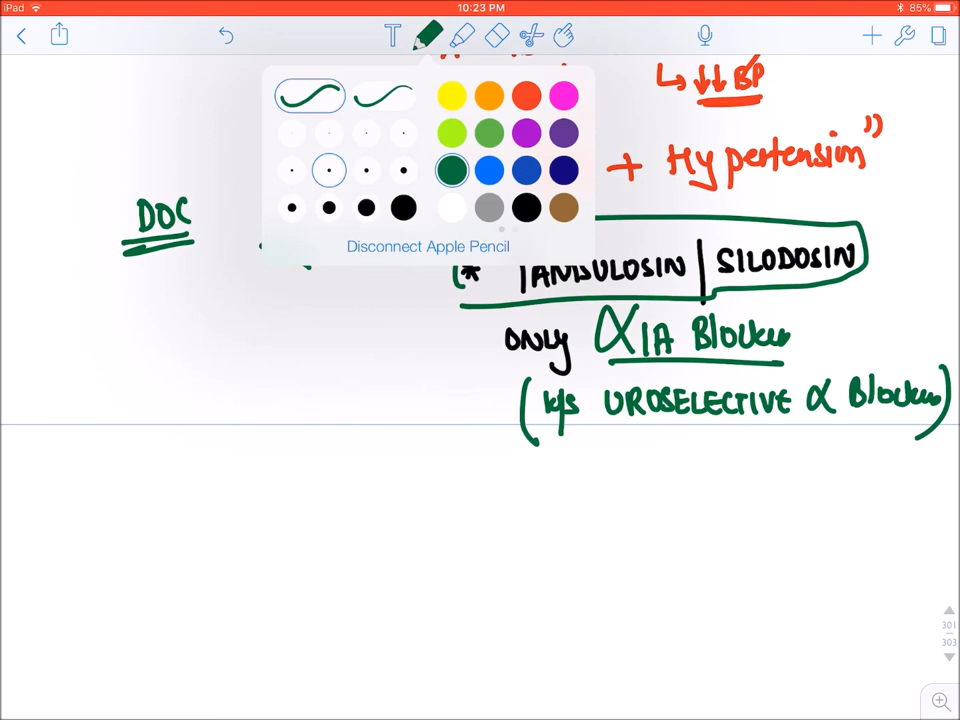 iPad 10:23 PM 85%
T
↳ ↓↓ BP
+ Hypertension"
DOC
Disconnect Apple Pencil
* TAMSULOSIN | SILODOSIN
ONLY α1A Blocker
(k/s UROSELECTIVE α Blocker)
301
303